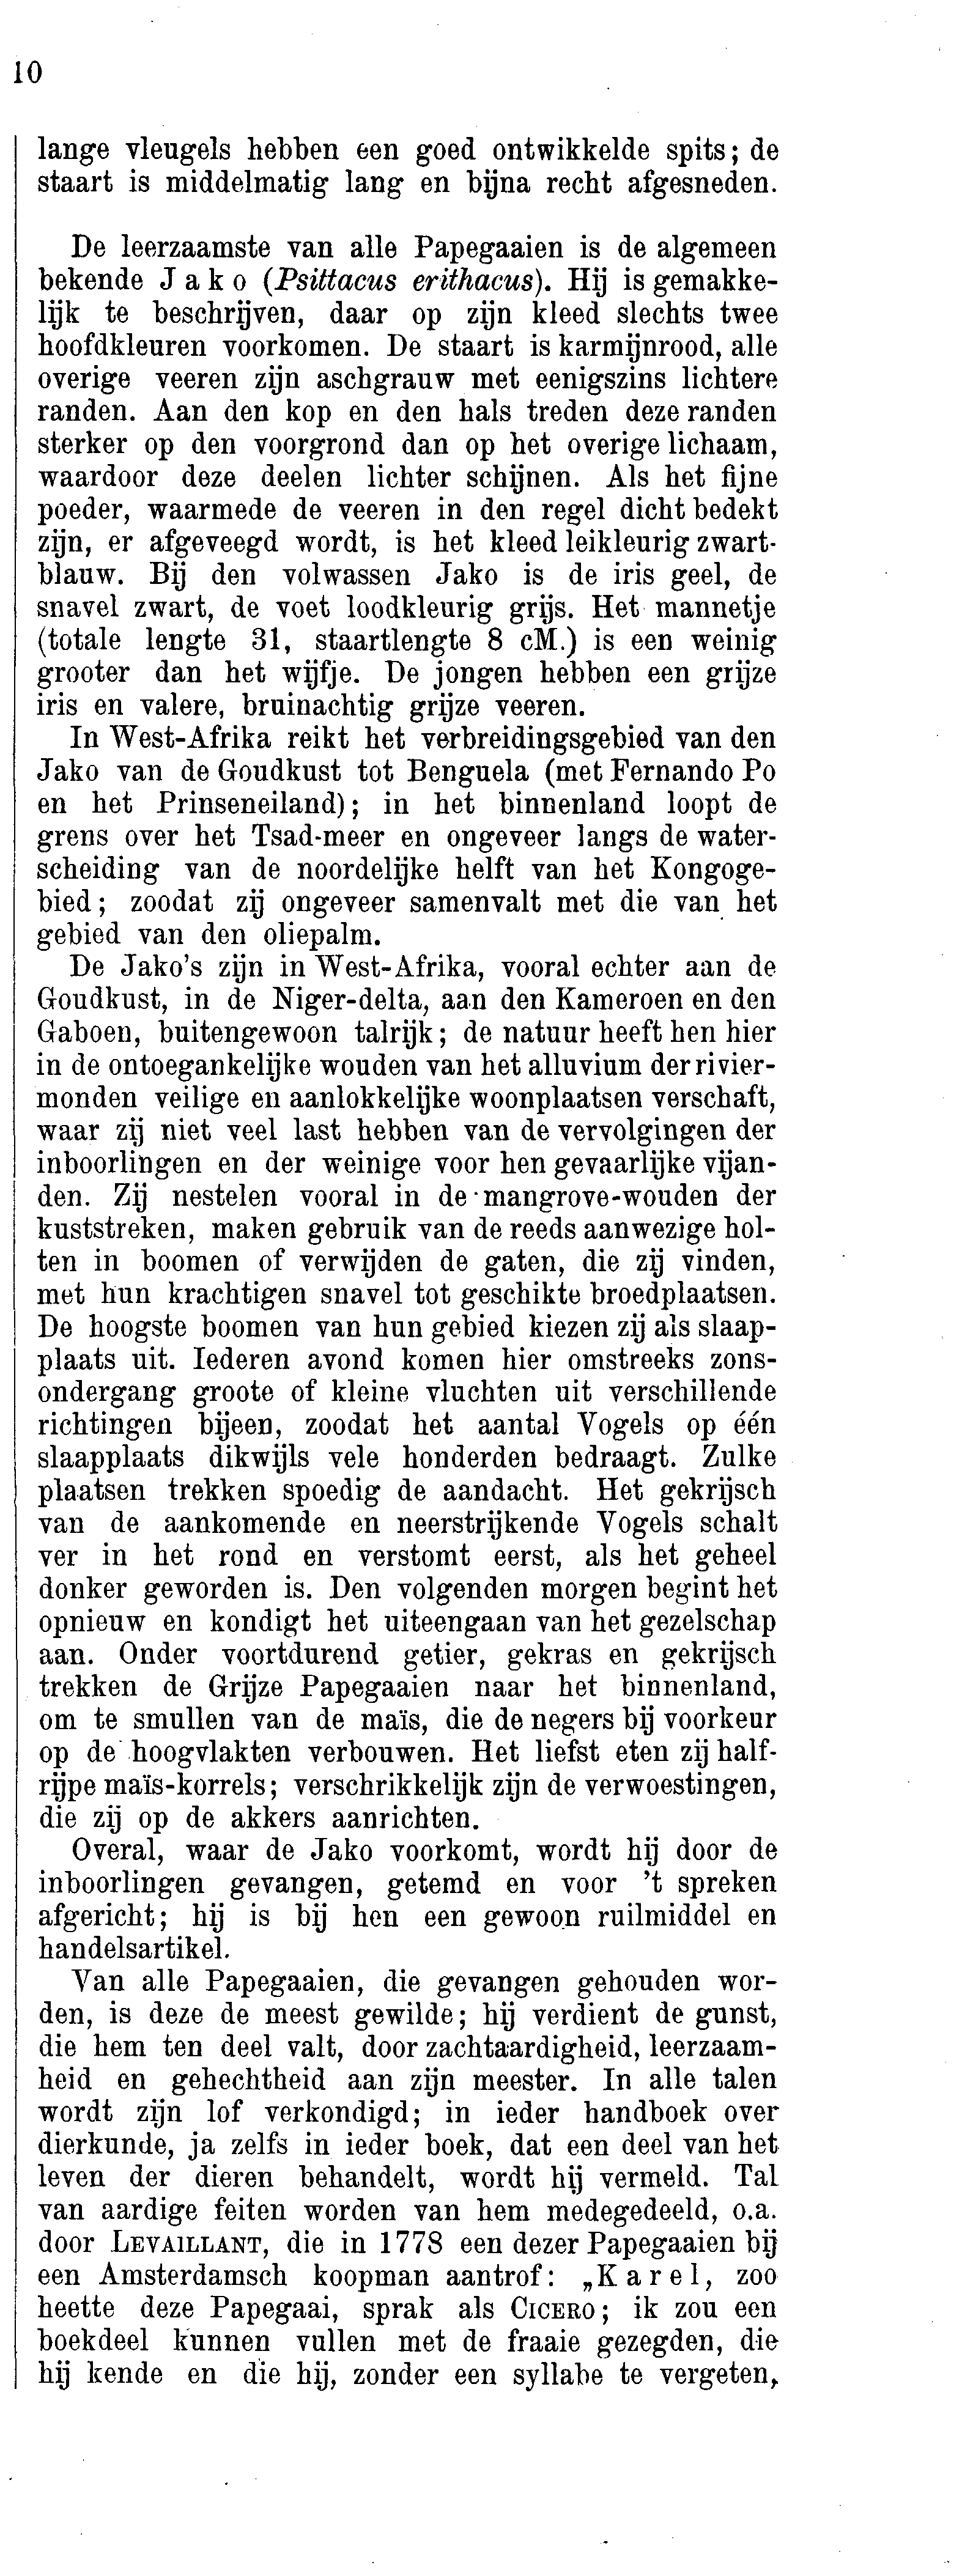 10
lange vleugels hebben een goed ontwikkelde spits; de
staart is middelmatig lang en bijna recht afgesneden.
De leerzaamste van alle Papegaaien is de algemeen
bekende Jako (Psittacus erithacus). Hij is gemakke-
lijk te beschrijven, daar op zijn kleed slechts twee
hoofdkleuren voorkomen. De staart is karmijnrood, alle
overige veeren zijn aschgrauw met eenigszins lichtere
randen. Aan den kop en den hals treden deze randen
sterker op den voorgrond dan op het overige lichaam,
waardoor deze deelen lichter schijnen. Als het fijne
poeder, waarmede de veeren in den regel dicht bedekt
zijn, er afgeveegd wordt, is het kleed leikleurig zwart-
blauw. Bij den volwassen Jako is de iris geel, de
snavel zwart, de voet loodkleurig grijs. Het mannetje
(totale lengte 31, staartlengte 8 cM.) is een weinig
grooter dan het wijfje. De jongen hebben een grijze
iris en valere, bruinachtig grijze veeren.
In West-Afrika reikt het verbreidingsgebied van den
Jako van de Goudkust tot Benguela (met Fernando Po
en het Prinseneiland); in het binnenland loopt de
grens over het Tsad-meer en ongeveer langs de water-
scheiding van de noordelijke helft van het Kongoge-
bied; zoodat zij ongeveer samenvalt met die van het
gebied van den oliepalm.
De Jako's zijn in West-Afrika, vooral echter aan de
Goudkust, in de Niger-delta, aan den Kameroen en den
Gaboen, buitengewoon talrijk; de natuur heeft hen hier
in de ontoegankelijke wouden van het alluvium der rivier-
monden veilige en aanlokkelijke woonplaatsen verschaft,
waar zij niet veel last hebben van de vervolgingen der
inboorlingen en der weinige voor hen gevaarlijke vijan-
den. Zij nestelen vooral in de mangrove-wouden der
kuststreken, maken gebruik van de reeds aanwezige hol-
ten in boomen of verwijden de gaten, die zij vinden,
met hun krachtigen snavel tot geschikte broedplaatsen.
De hoogste boomen van hun gebied kiezen zij als slaap-
plaats uit. Iederen avond komen hier omstreeks zons-
ondergang groote of kleine vluchten uit verschillende
richtingen bijeen, zoodat het aantal Vogels op één
slaapplaats dikwijls vele honderden bedraagt. Zulke
plaatsen trekken spoedig de aandacht. Het gekrijsch
van de aankomende en neerstrijkende Vogels schalt
ver in het rond en verstomt eerst, als het geheel
donker geworden is. Den volgenden morgen begint het
opnieuw en kondigt het uiteengaan van het gezelschap
aan. Onder voortdurend getier, gekras en gekrijsch
trekken de Grijze Papegaaien naar het binnenland,
om te smullen van de maïs, die de negers bij voorkeur
op de hoogvlakten verbouwen. Het liefst eten zij half-
rijpe maïs-korrels; verschrikkelijk zijn de verwoestingen,
die zij op de akkers aanrichten.
Overal, waar de Jako voorkomt, wordt hij door de
inboorlingen gevangen, getemd en voor 't spreken
afgericht; hij is bij hen een gewoon ruilmiddel en
handelsartikel.
Van alle Papegaaien, die gevangen gehouden wor-
den, is deze de meest gewilde; hij verdient de gunst,
die hem ten deel valt, door zachtaardigheid, leerzaam-
heid en gehechtheid aan zijn meester. In alle talen
wordt zijn lof verkondigd; in ieder handboek over
dierkunde, ja zelfs in ieder boek, dat een deel van het
leven der dieren behandelt, wordt hij vermeld. Tal
van aardige feiten worden van hem medegedeeld, o.a.
door LEVAILLANT, die in 1778 een dezer Papegaaien bij
een Amsterdamsch koopman aantrof: „Karel, zoo
heette deze Papegaai, sprak als CICERO; ik zou een
boekdeel kunnen vullen met de fraaie gezegden, die
hij kende en die hij, zonder een syllabe te vergeten,